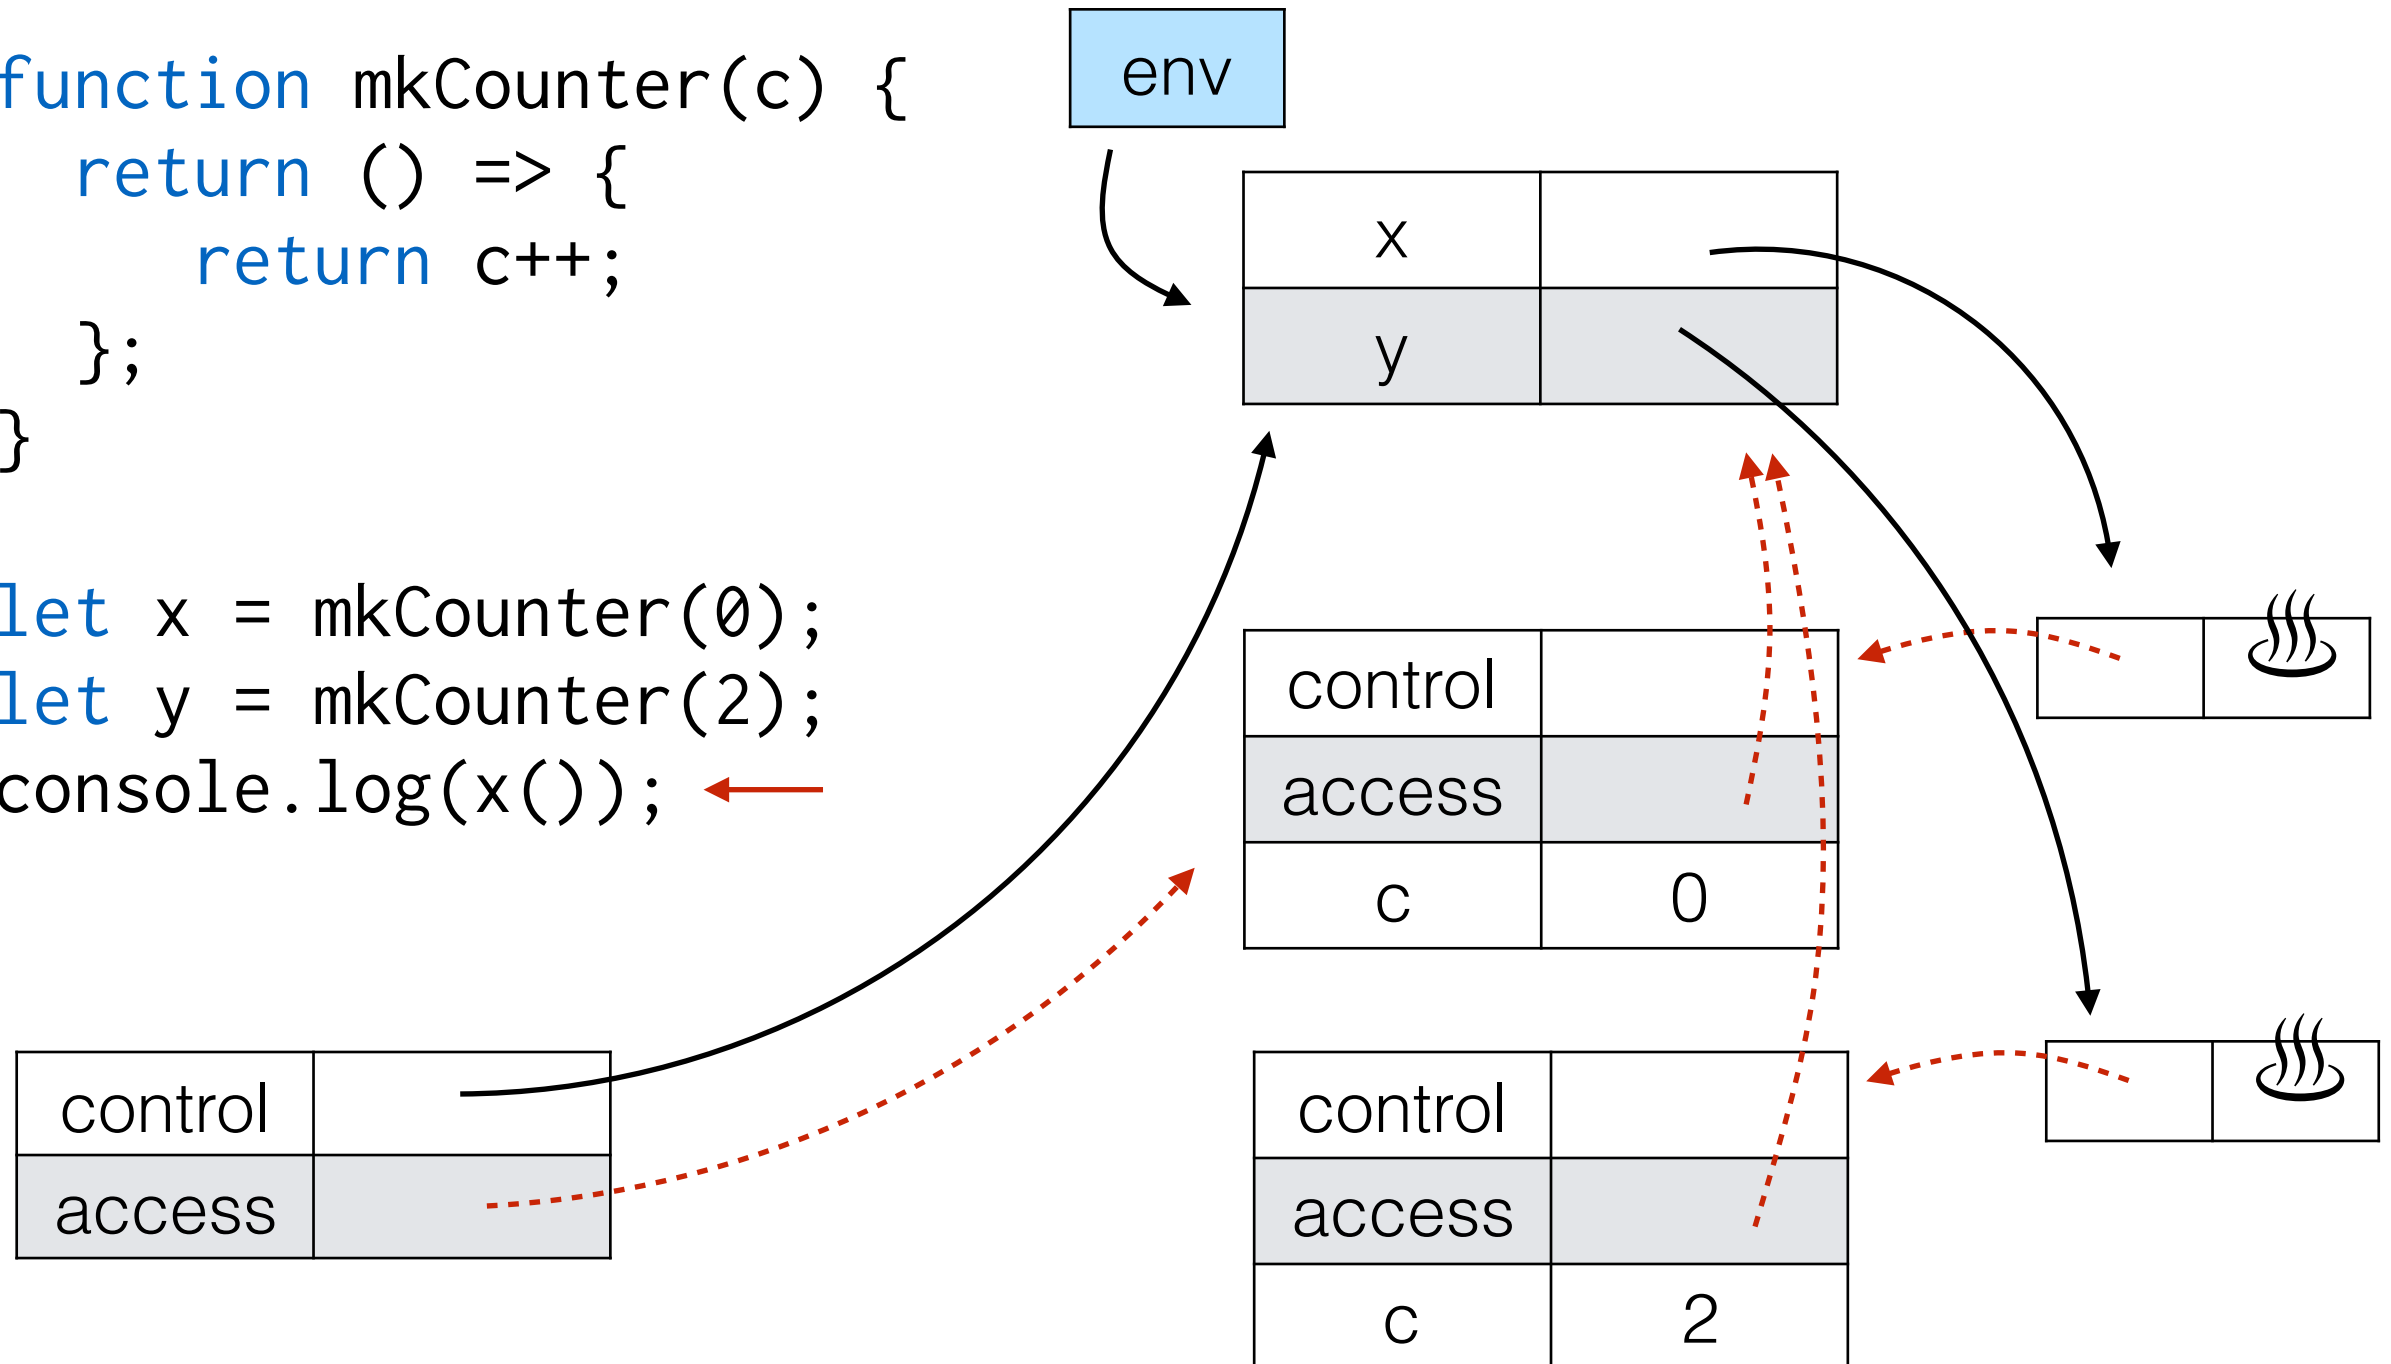 function mkCounter(c) {
return () => {
return c++;
};
}
let x = mkCounter(0);
let y = mkCounter(2);
console.log(x());
env
x
y
control
access
c 0
control
access
control
access
c 2